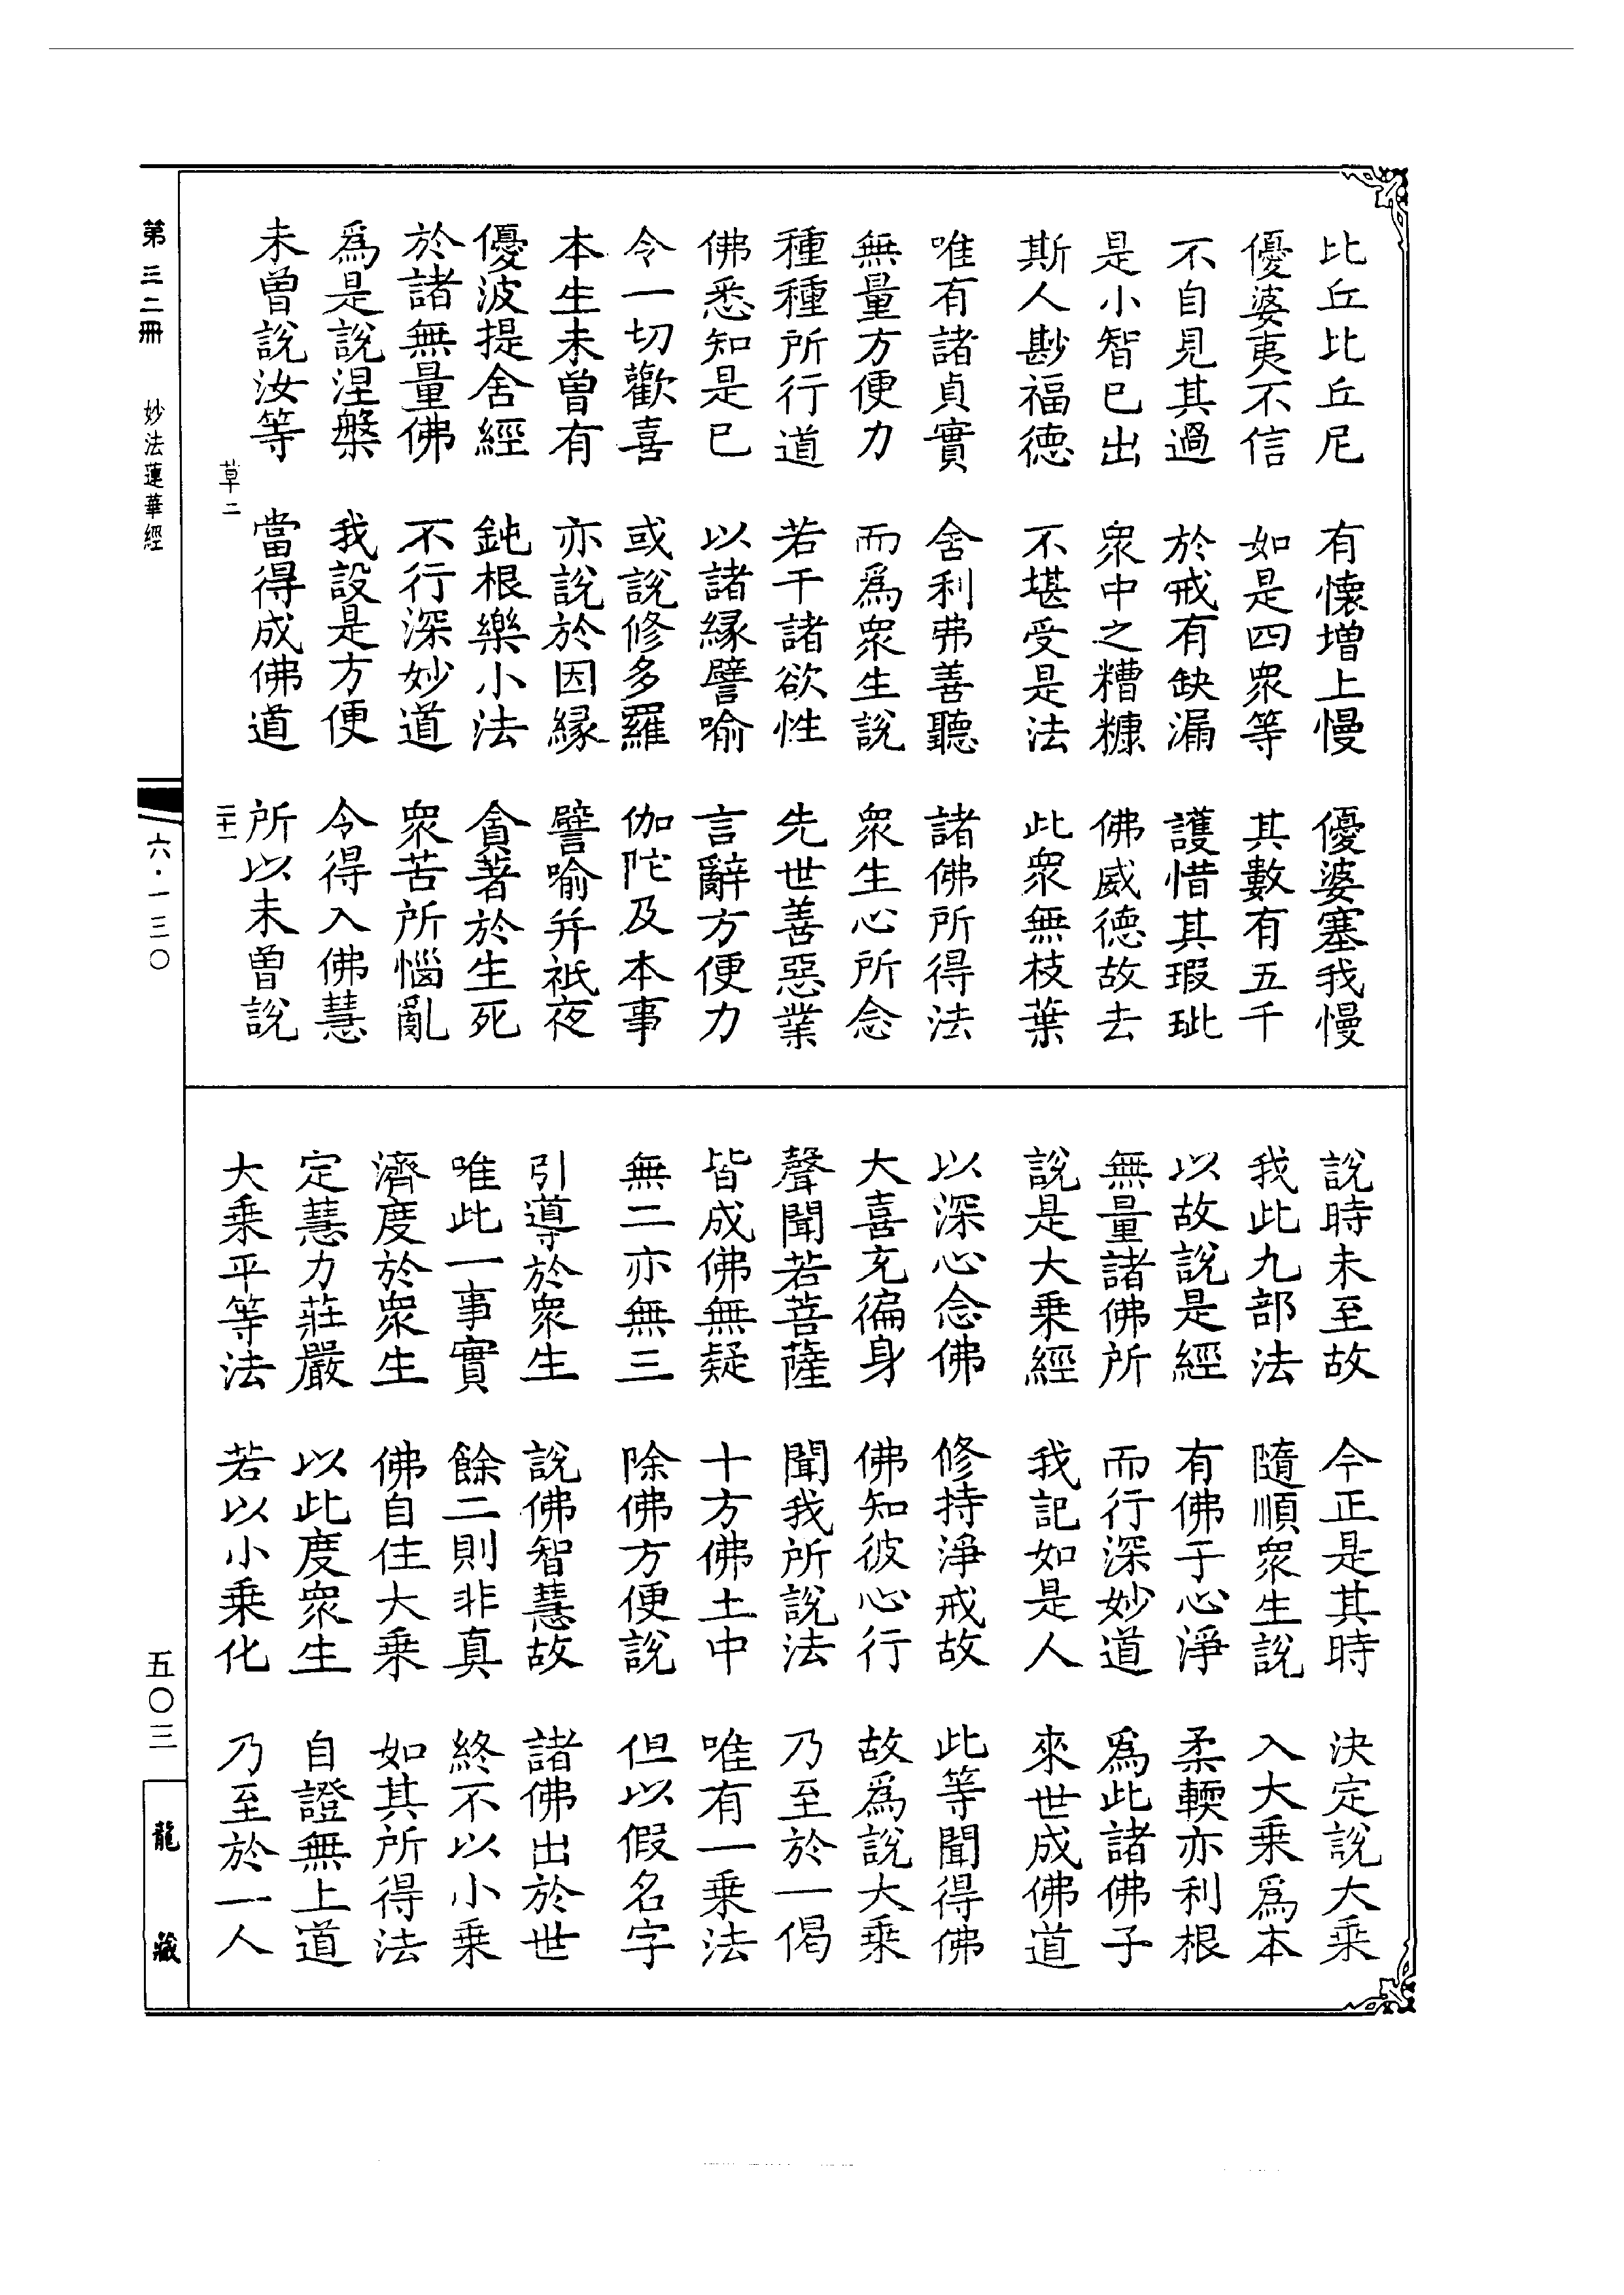 比丘比丘尼　有懷增上慢　優婆塞我慢
優婆夷不信　如是四眾等　其數有五千
不自見其過　於戒有缺漏　護惜其瑕玼
是小智已出　眾中之糟糠　佛威德故去
斯人尠福德　不堪受是法　此眾無枝葉
唯有諸貞實　舍利弗善聽　諸佛所得法
無量方便力　而為眾生說　眾生心所念
種種所行道　若干諸欲性　先世善惡業
佛悉知是已　以諸緣譬喻　言辭方便力
令一切歡喜　或說修多羅　伽陀及本事
本生未曾有　亦說於因緣　譬喻并祇夜
優波提舍經　鈍根樂小法　貪著於生死
於諸無量佛　不行深妙道　眾苦所惱亂
為是說涅槃　我設是方便　令得入佛慧
未曾說汝等　當得成佛道　所以未曾說
草二　二十一
說時未至故　今正是其時　決定說大乘
我此九部法　隨順眾生說　入大乘為本
以故說是經　有佛子心淨　柔輭亦利根
無量諸佛所　而行深妙道　為此諸佛子
說是大乘經　我記如是人　來世成佛道
以深心念佛　修持淨戒故　此等聞得佛
大喜充徧身　佛知彼心行　故為說大乘
聲聞若菩薩　聞我所說法　乃至於一偈
皆成佛無疑　十方佛土中　唯有一乘法
無二亦無三　除佛方便說　但以假名字
引導於眾生　說佛智慧故　諸佛出於世
唯此一事實　餘二則非真　終不以小乘
濟度於眾生　佛自住大乘　如其所得法
定慧力莊嚴　以此度眾生　自證無上道
大乘平等法　若以小乘化　乃至於一人
第三二冊　妙法蓮華經　六・一三〇　五〇三　龍藏